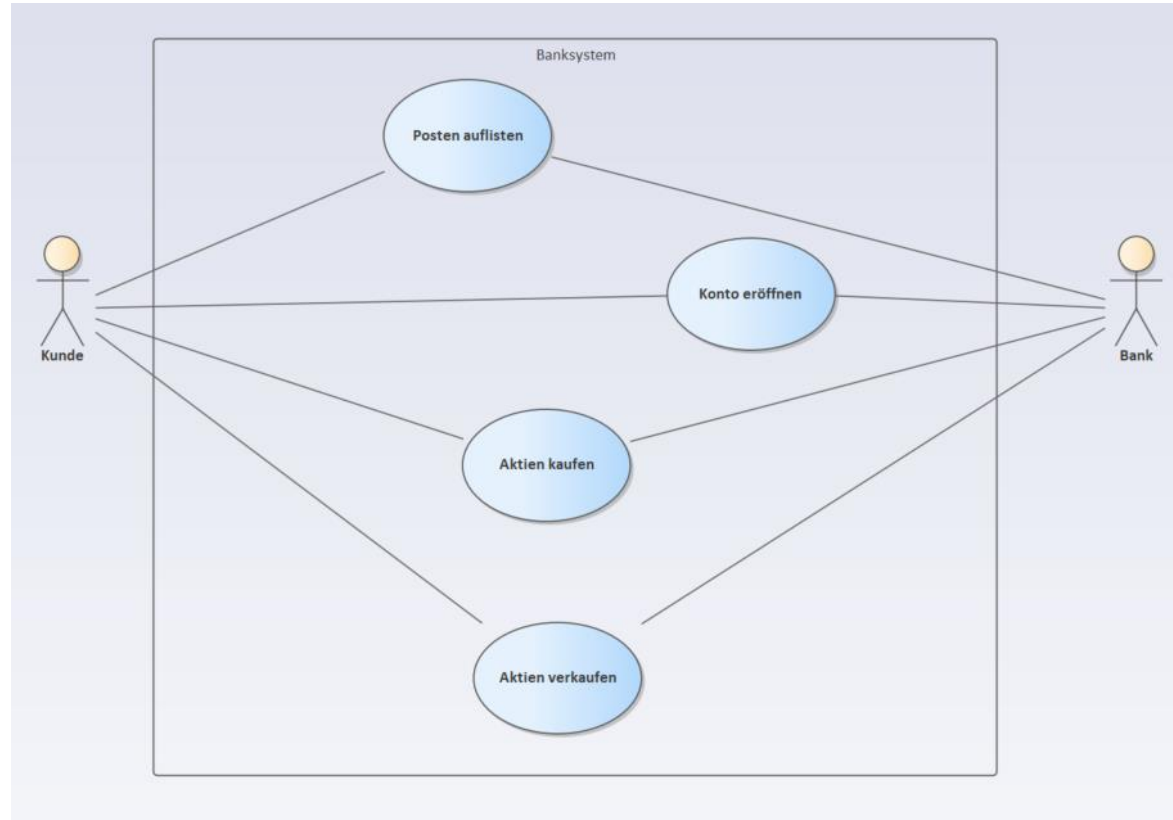 Banksystem
Posten auflisten
Konto eröffnen
Kunde
Bank
Aktien kaufen
Aktien verkaufen